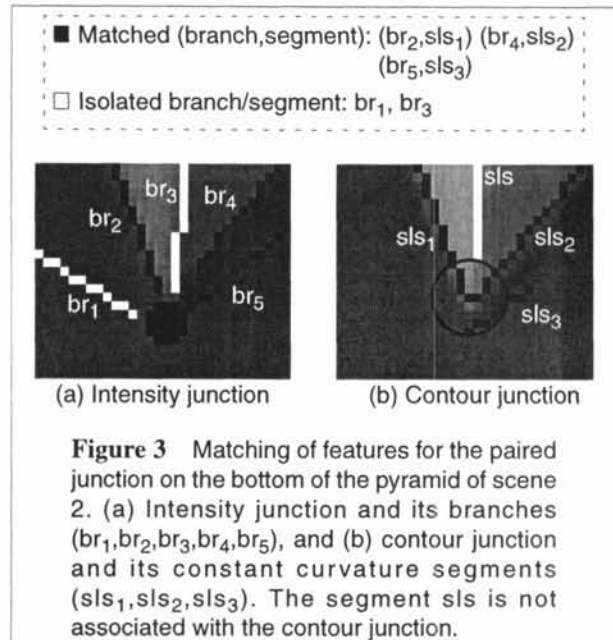 ■ Matched (branch,segment): (br2,sls1) (br4,sls2)
(br5,sls3)
□ Isolated branch/segment: br1, br3
br3
br4
br2
br1
br5
(a) Intensity junction
sls
sls1
sls2
sls3
(b) Contour junction
Figure 3 Matching of features for the paired
junction on the bottom of the pyramid of scene
2. (a) Intensity junction and its branches
(br1,br2,br3,br4,br5), and (b) contour junction
and its constant curvature segments
(sls1,sls2,sls3). The segment sls is not
associated with the contour junction.